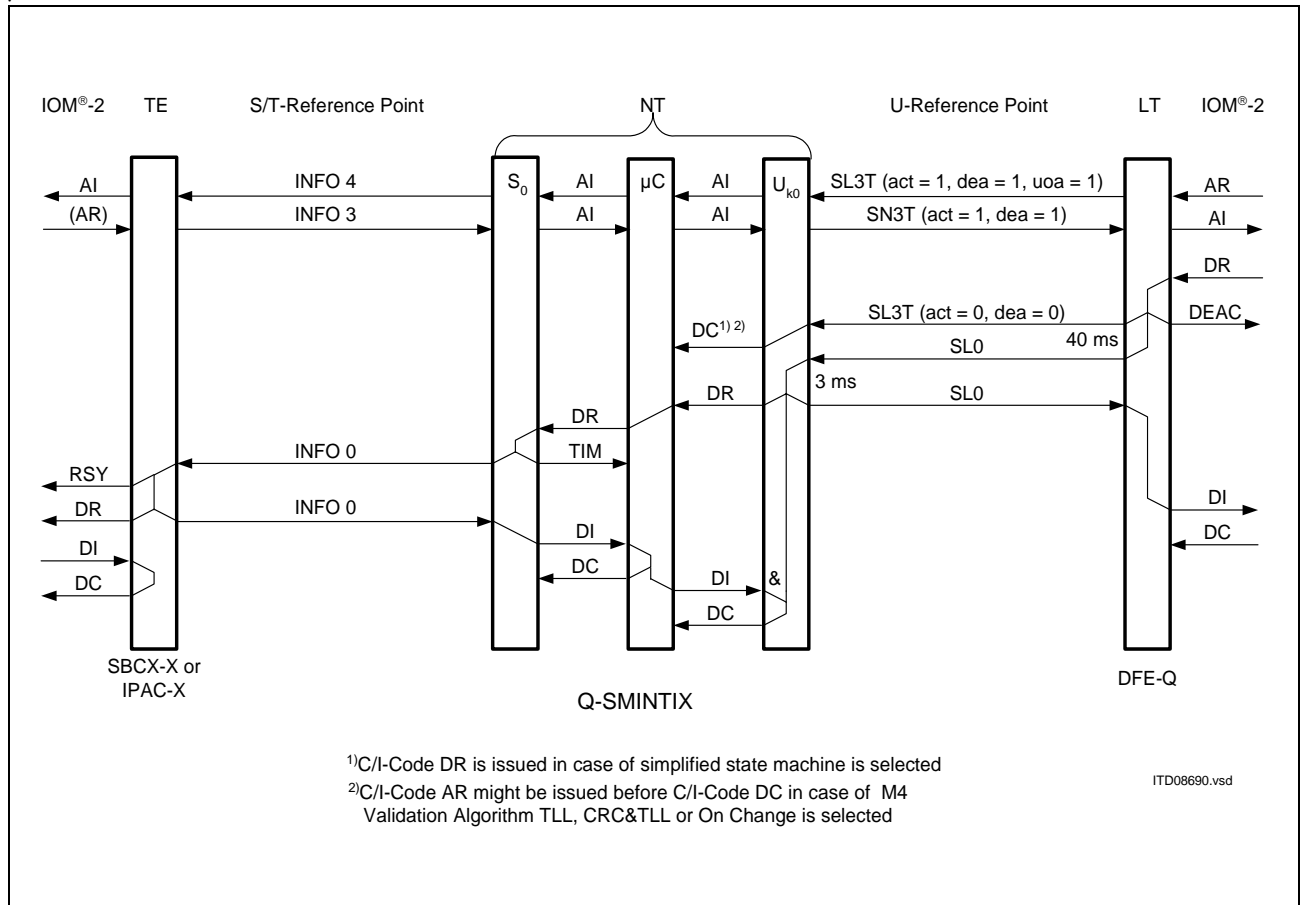 IOM®-2 TE S/T-Reference Point NT U-Reference Point LT IOM®-2
S0 µC Uk0
AI INFO 4 AI AI SL3T (act = 1, dea = 1, uoa = 1) AR
(AR) INFO 3 AI AI SN3T (act = 1, dea = 1) AI
DR
SL3T (act = 0, dea = 0) DEAC
DC1) 2) 40 ms
SL0
3 ms
DR SL0
DR
INFO 0 TIM
RSY
DR INFO 0 DI
DI DI DC
DC DC DI &
DC
SBCX-X or
IPAC-X
DFE-Q
Q-SMINTIX
1)C/I-Code DR is issued in case of simplified state machine is selected
2)C/I-Code AR might be issued before C/I-Code DC in case of M4
Validation Algorithm TLL, CRC&TLL or On Change is selected
ITD08690.vsd